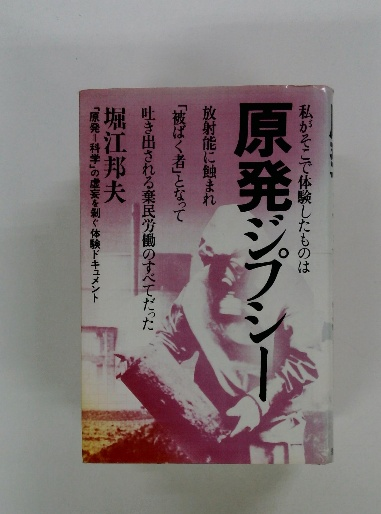 私がそこで体験したものは
原発ジプシー
放射能に蝕まれ
「被ばく者」となって
吐き出される棄民労働のすべてだった
堀江邦夫
「原発－科学」の虚妄を剝ぐ体験ドキュメント